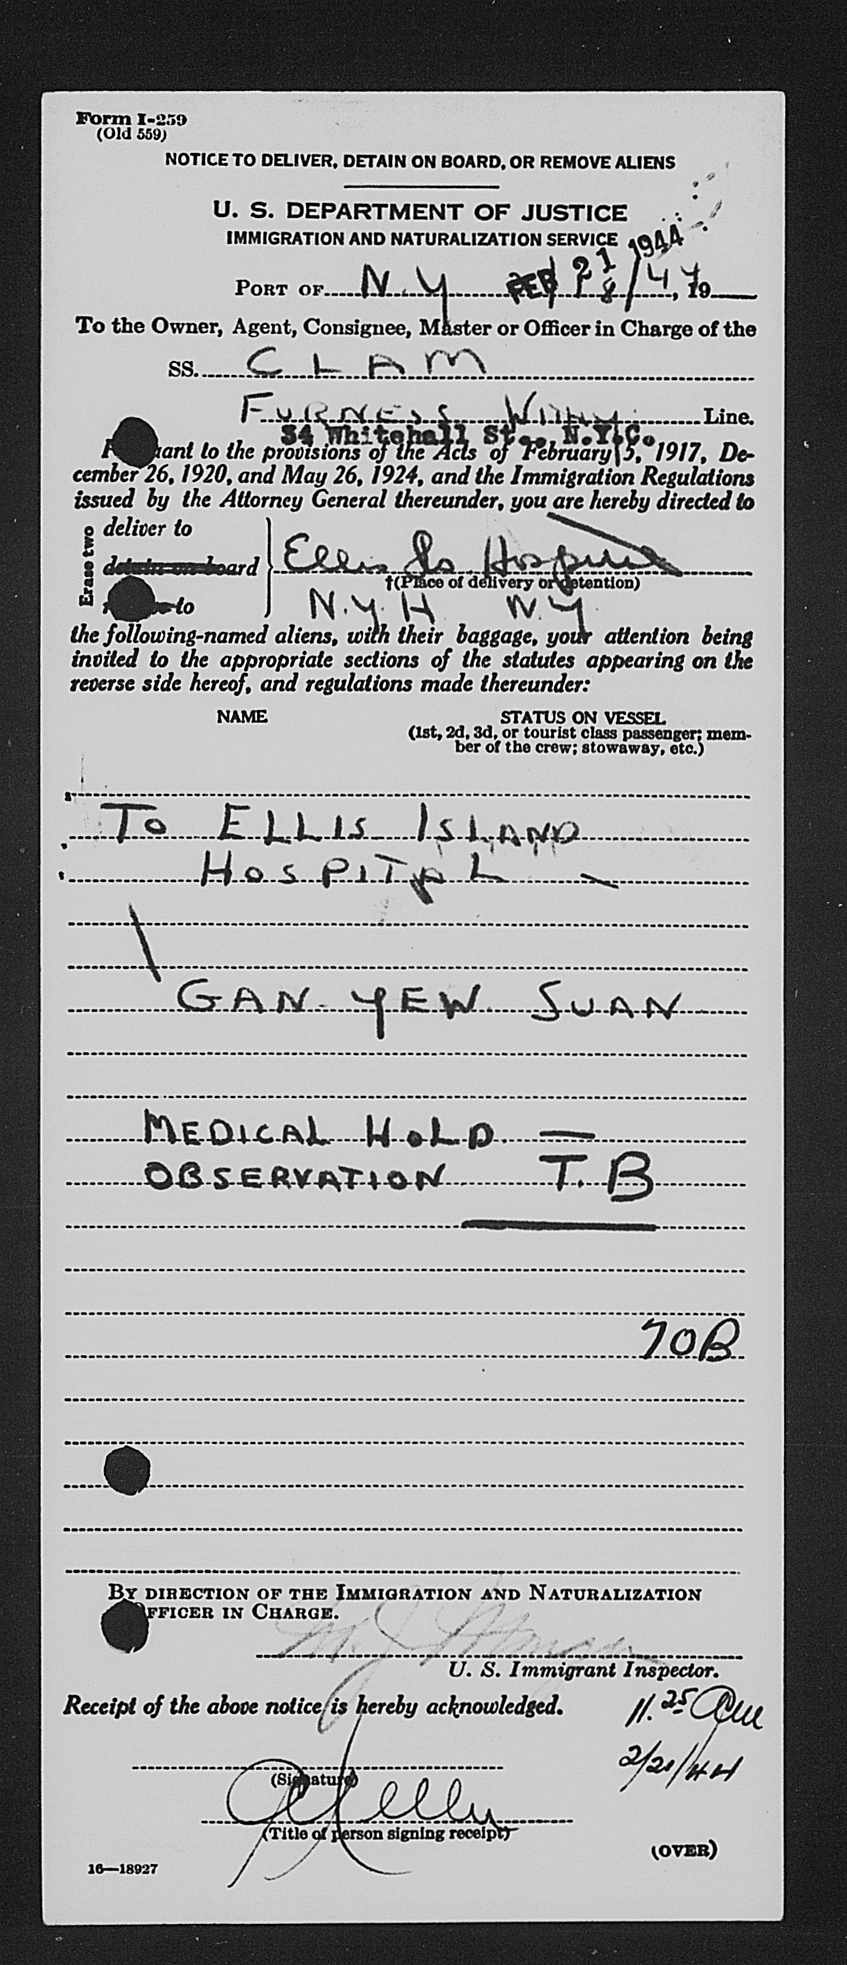 Form I-259
(Old 559)
NOTICE TO DELIVER, DETAIN ON BOARD, OR REMOVE ALIENS
U. S. DEPARTMENT OF JUSTICE
IMMIGRATION AND NATURALIZATION SERVICE
PORT OF N.Y FEB 21 1944 18/44, 19
To the Owner, Agent, Consignee, Master or Officer in Charge of the
SS. CLAM
FURNESS WITHY Line.
34 Whitehall St., N.Y.C.
uant to the provisions of the Acts of February 5, 1917, De-
cember 26, 1920, and May 26, 1924, and the Immigration Regulations
issued by the Attorney General thereunder, you are hereby directed to
Erase two
deliver to
detain on board Ellis Is Hospital
†(Place of delivery or detention)
to N.Y.H N.Y.
the following-named aliens, with their baggage, your attention being
invited to the appropriate sections of the statutes appearing on the
reverse side hereof, and regulations made thereunder:
NAME STATUS ON VESSEL
(1st, 2d, 3d, or tourist class passenger; mem-
ber of the crew; stowaway, etc.)
TO ELLIS ISLAND
HOSPITAL —
GAN YEW SUAN
MEDICAL HOLD —
OBSERVATION T.B
70B
BY DIRECTION OF THE IMMIGRATION AND NATURALIZATION
OFFICER IN CHARGE.
U. S. Immigrant Inspector.
Receipt of the above notice is hereby acknowledged.
11.25 am
2/21/44
(Signature)
(Title of person signing receipt)
(OVER)
16—18927